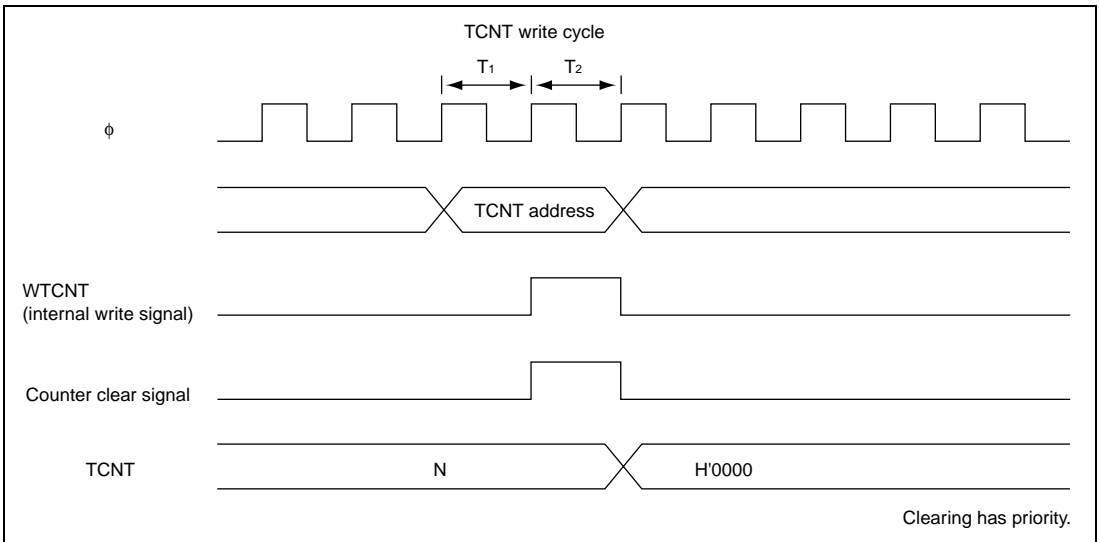 TCNT write cycle
T1 T2
ϕ
TCNT address
WTCNT
(internal write signal)
Counter clear signal
TCNT N H'0000
Clearing has priority.